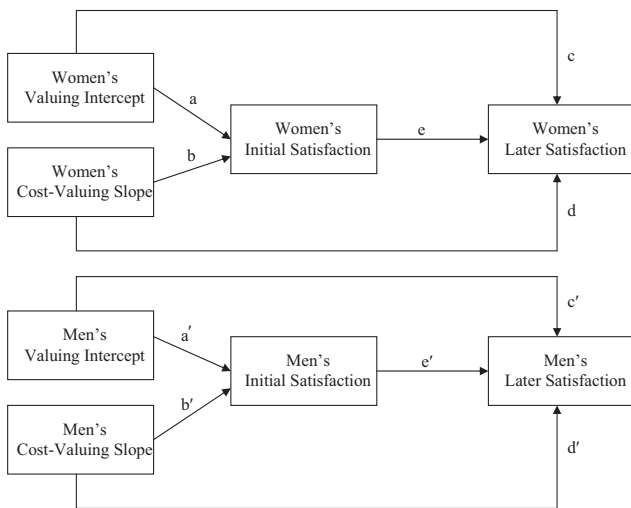 c
Women's
Valuing Intercept
a
Women's
Initial Satisfaction
e
Women's
Later Satisfaction
b
Women's
Cost-Valuing Slope
d
c′
Men's
Valuing Intercept
a′
Men's
Initial Satisfaction
e′
Men's
Later Satisfaction
b′
Men's
Cost-Valuing Slope
d′